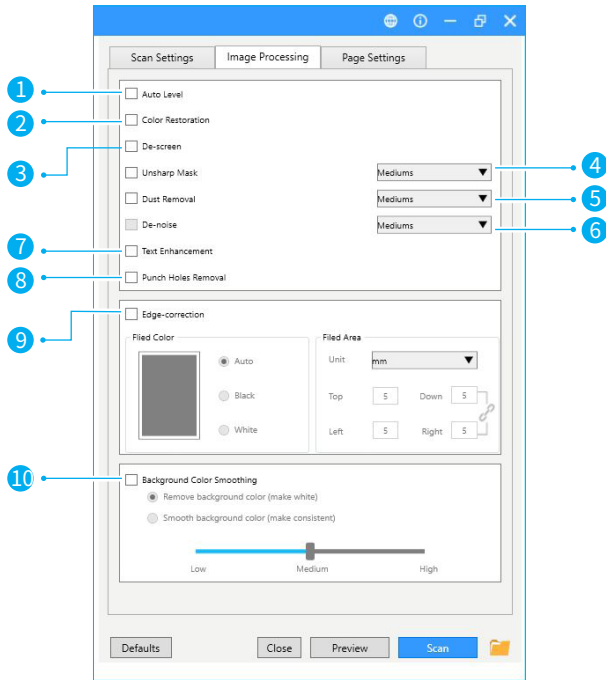 Scan Settings Image Processing Page Settings
1 Auto Level
2 Color Restoration
3 De-screen
Unsharp Mask Mediums 4
Dust Removal Mediums 5
De-noise Mediums 6
7 Text Enhancement
8 Punch Holes Removal
9 Edge-correction
Flied Color Filed Area
Auto Unit mm
Black Top 5 Down 5
White Left 5 Right 5
10 Background Color Smoothing
Remove background color (make white)
Smooth background color (make consistent)
Low Medium High
Defaults Close Preview Scan